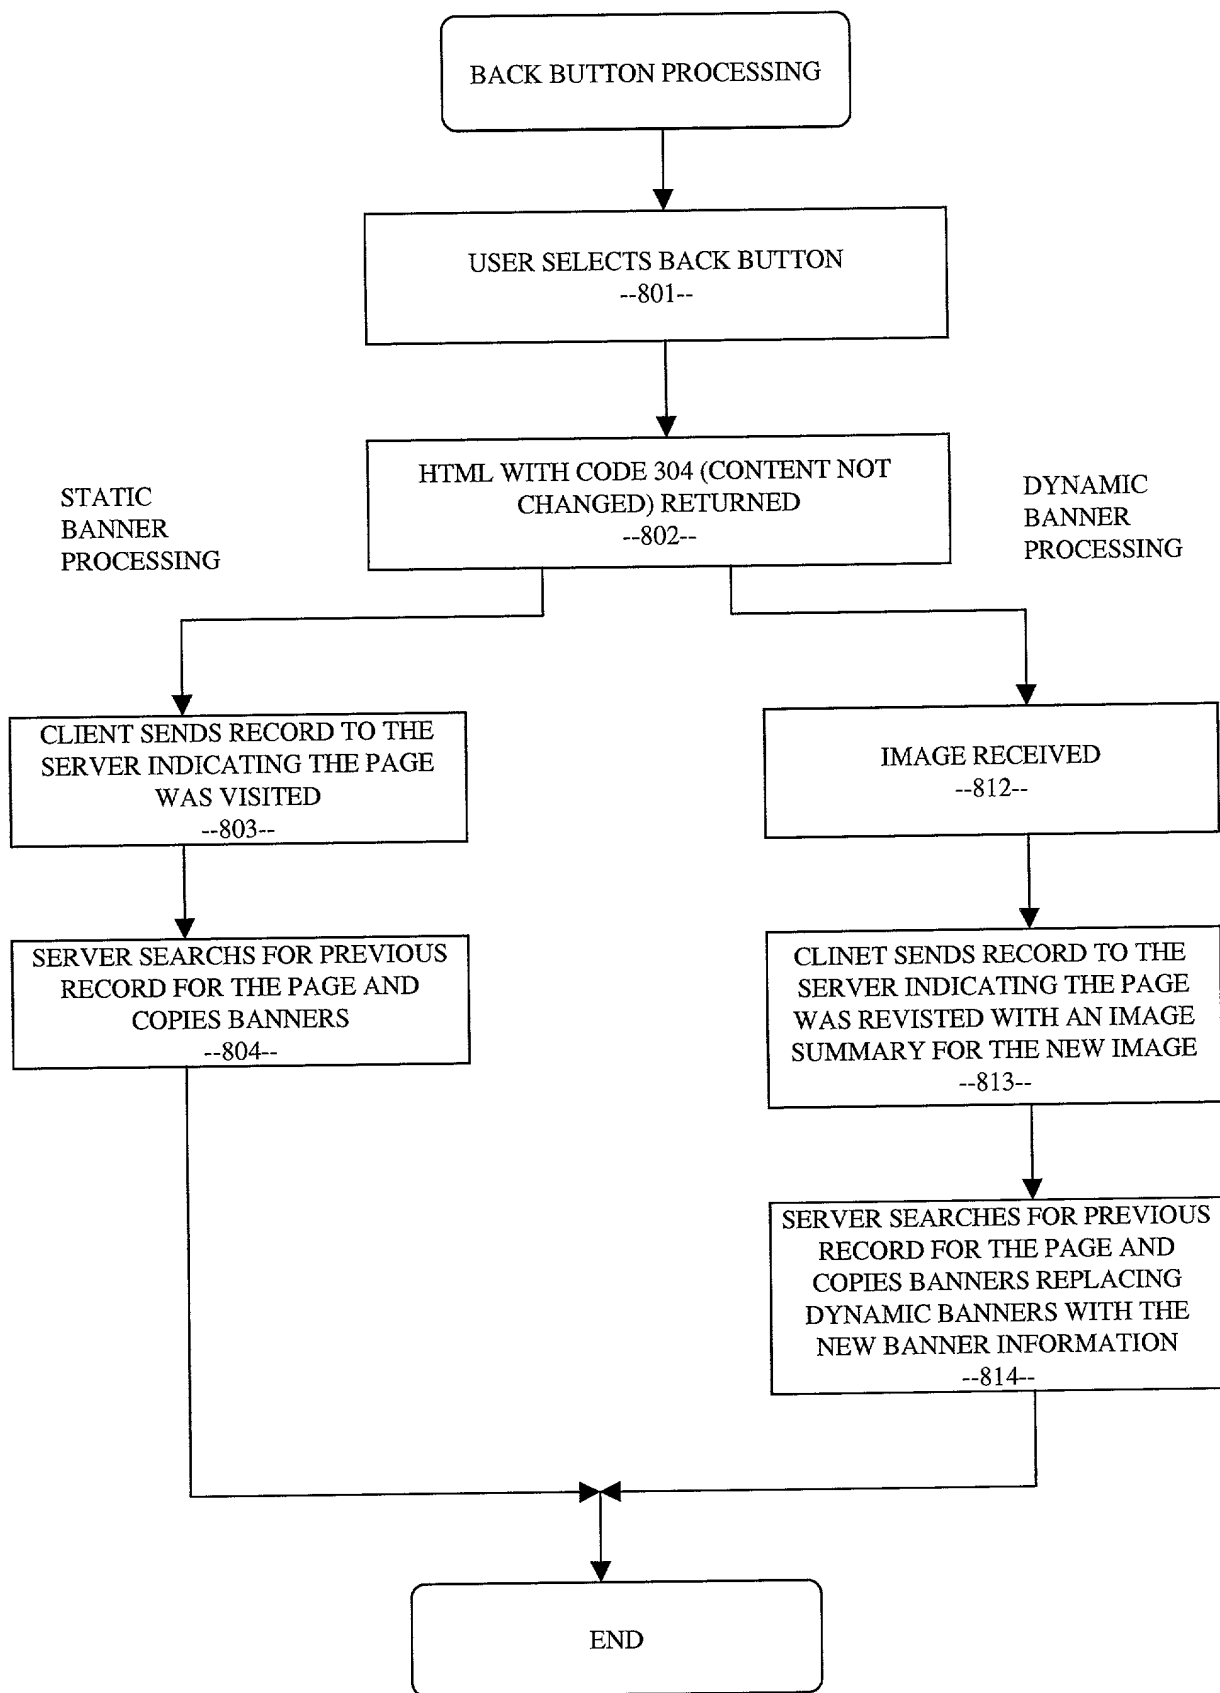 BACK BUTTON PROCESSING
USER SELECTS BACK BUTTON
--801--
HTML WITH CODE 304 (CONTENT NOT
CHANGED) RETURNED
--802--
STATIC
BANNER
PROCESSING
DYNAMIC
BANNER
PROCESSING
CLIENT SENDS RECORD TO THE
SERVER INDICATING THE PAGE
WAS VISITED
--803--
SERVER SEARCHS FOR PREVIOUS
RECORD FOR THE PAGE AND
COPIES BANNERS
--804--
IMAGE RECEIVED
--812--
CLINET SENDS RECORD TO THE
SERVER INDICATING THE PAGE
WAS REVISTED WITH AN IMAGE
SUMMARY FOR THE NEW IMAGE
--813--
SERVER SEARCHES FOR PREVIOUS
RECORD FOR THE PAGE AND
COPIES BANNERS REPLACING
DYNAMIC BANNERS WITH THE
NEW BANNER INFORMATION
--814--
END